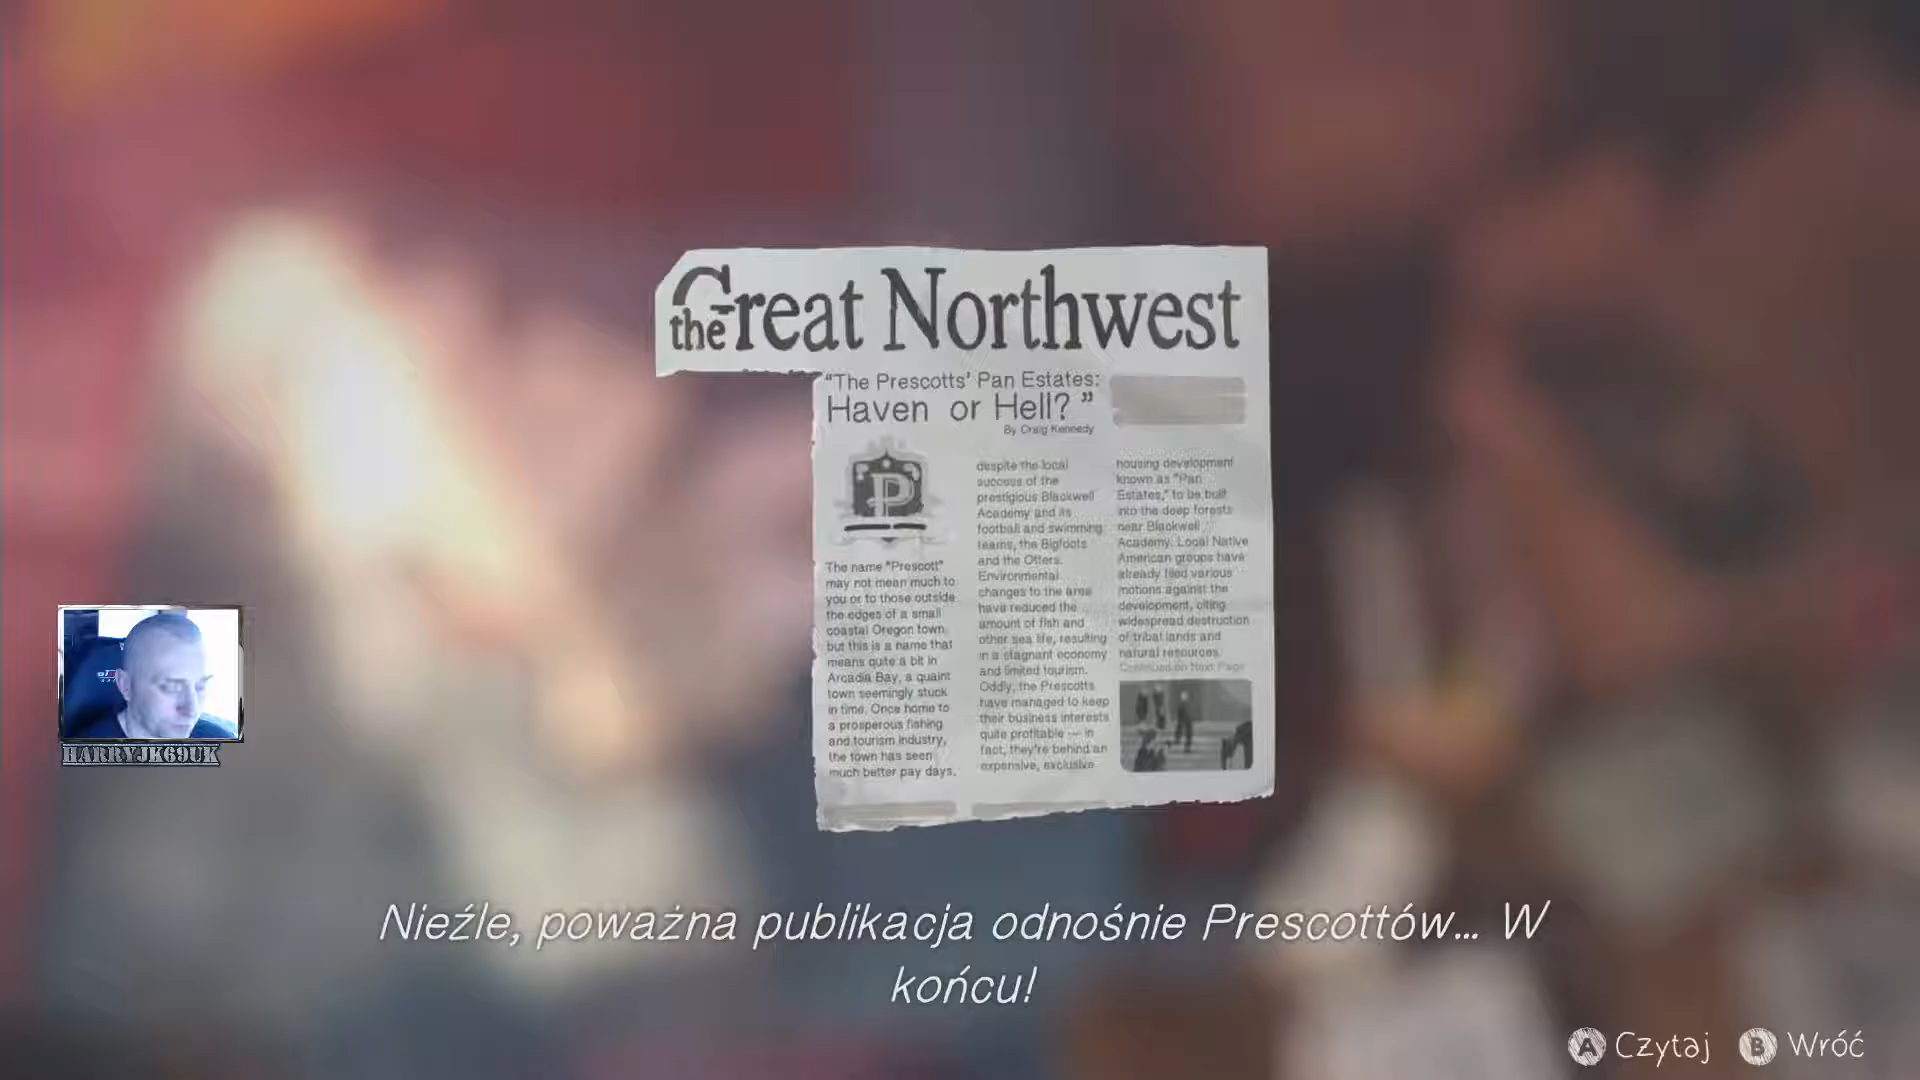 the Great Northwest
"The Prescotts' Pan Estates:
Haven or Hell?"
By Craig Kennedy
P
The name "Prescott"
may not mean much to
you or to those outside
the edges of a small
coastal Oregon town,
but this is a name that
means quite a bit in
Arcadia Bay, a quaint
town seemingly stuck
in time. Once home to
a prosperous fishing
and tourism industry,
the town has seen
much better pay days,
despite the local
success of the
prestigious Blackwell
Academy and its
football and swimming
teams, the Bigfoots
and the Otters.
Environmental
changes to the area
have reduced the
amount of fish and
other sea life, resulting
in a stagnant economy
and limited tourism.
Oddly, the Prescotts
have managed to keep
their business interests
quite profitable — in
fact, they're behind an
expensive, exclusive
housing development
known as "Pan
Estates," to be built
into the deep forests
near Blackwell
Academy. Local Native
American groups have
already filed various
motions against the
development, citing
widespread destruction
of tribal lands and
natural resources.
Continued on Next Page
HARRYJK69UK
Nieźle, poważna publikacja odnośnie Prescottów... W
końcu!
A Czytaj B Wróć